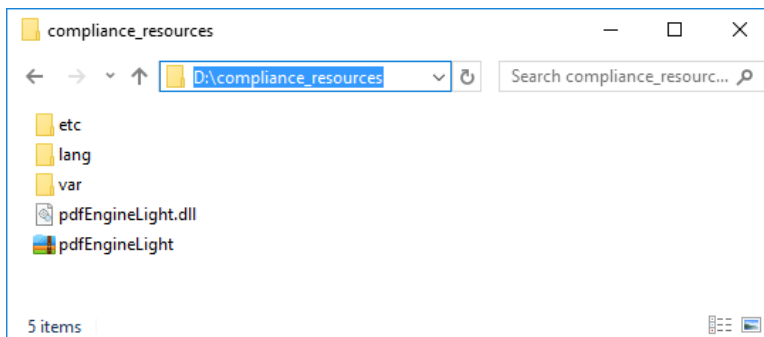 compliance_resources
D:\compliance_resources
Search compliance_resourc...
etc
lang
var
pdfEngineLight.dll
pdfEngineLight
5 items